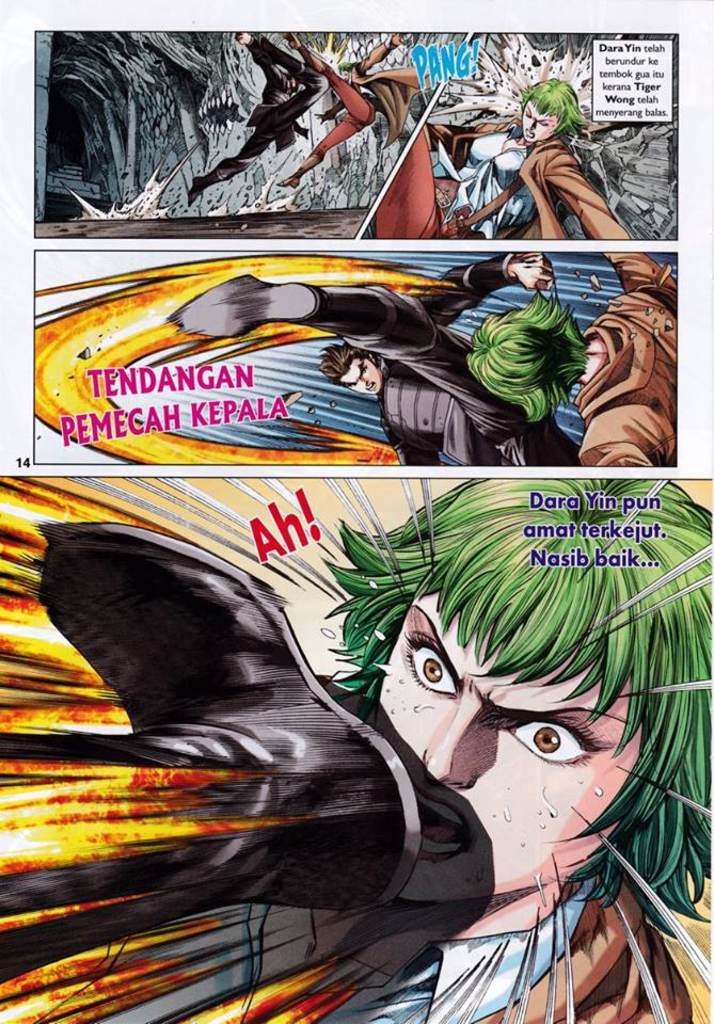 PANG!
Dara Yin telah
berundur ke
tembok gua itu
kerana Tiger
Wong telah
menyerang balas.
TENDANGAN
PEMECAH KEPALA
14
Ah!
Dara Yin pun
amat terkejut.
Nasib baik...